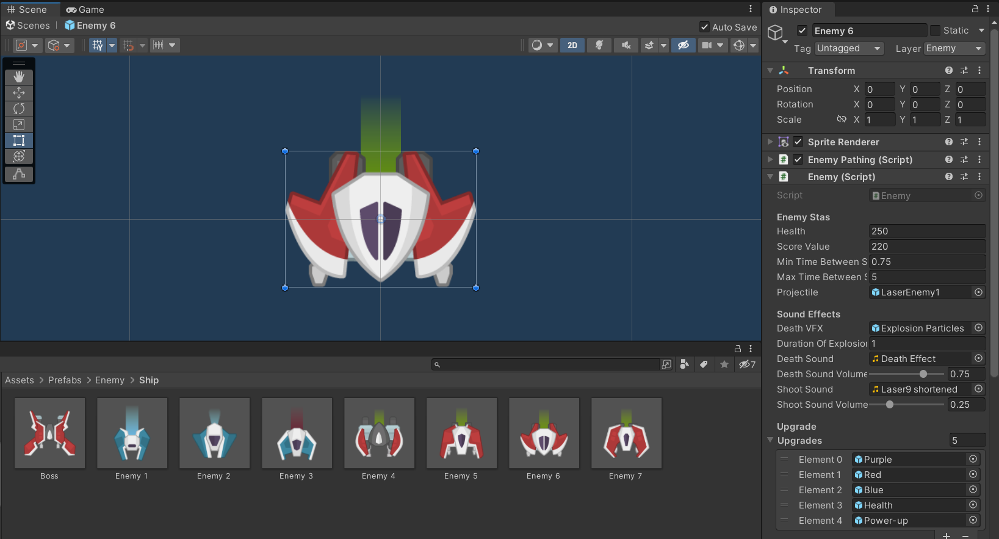 Scene
Game
Scenes | Enemy 6
Auto Save
2D
Y
7
Assets > Prefabs > Enemy > Ship
Boss
Enemy 1
Enemy 2
Enemy 3
Enemy 4
Enemy 5
Enemy 6
Enemy 7
Inspector
Enemy 6 Static
Tag Untagged Layer Enemy
Transform
Position X 0 Y 0 Z 0
Rotation X 0 Y 0 Z 0
Scale X 1 Y 1 Z 1
Sprite Renderer
# Enemy Pathing (Script)
# Enemy (Script)
Script # Enemy
Enemy Stas
Health 250
Score Value 220
Min Time Between S 0.75
Max Time Between S 5
Projectile LaserEnemy1
Sound Effects
Death VFX Explosion Particles
Duration Of Explosion 1
Death Sound Death Effect
Death Sound Volume 0.75
Shoot Sound Laser9 shortened
Shoot Sound Volume 0.25
Upgrade
Upgrades 5
Element 0 Purple
Element 1 Red
Element 2 Blue
Element 3 Health
Element 4 Power-up
+ −